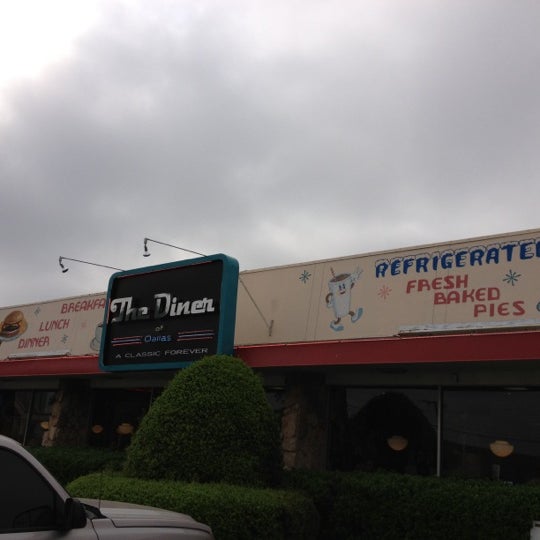 BREAKFA
LUNCH
DINNER
The Diner
of
Dallas
A CLASSIC FOREVER
REFRIGERATE
FRESH
BAKED
PIES